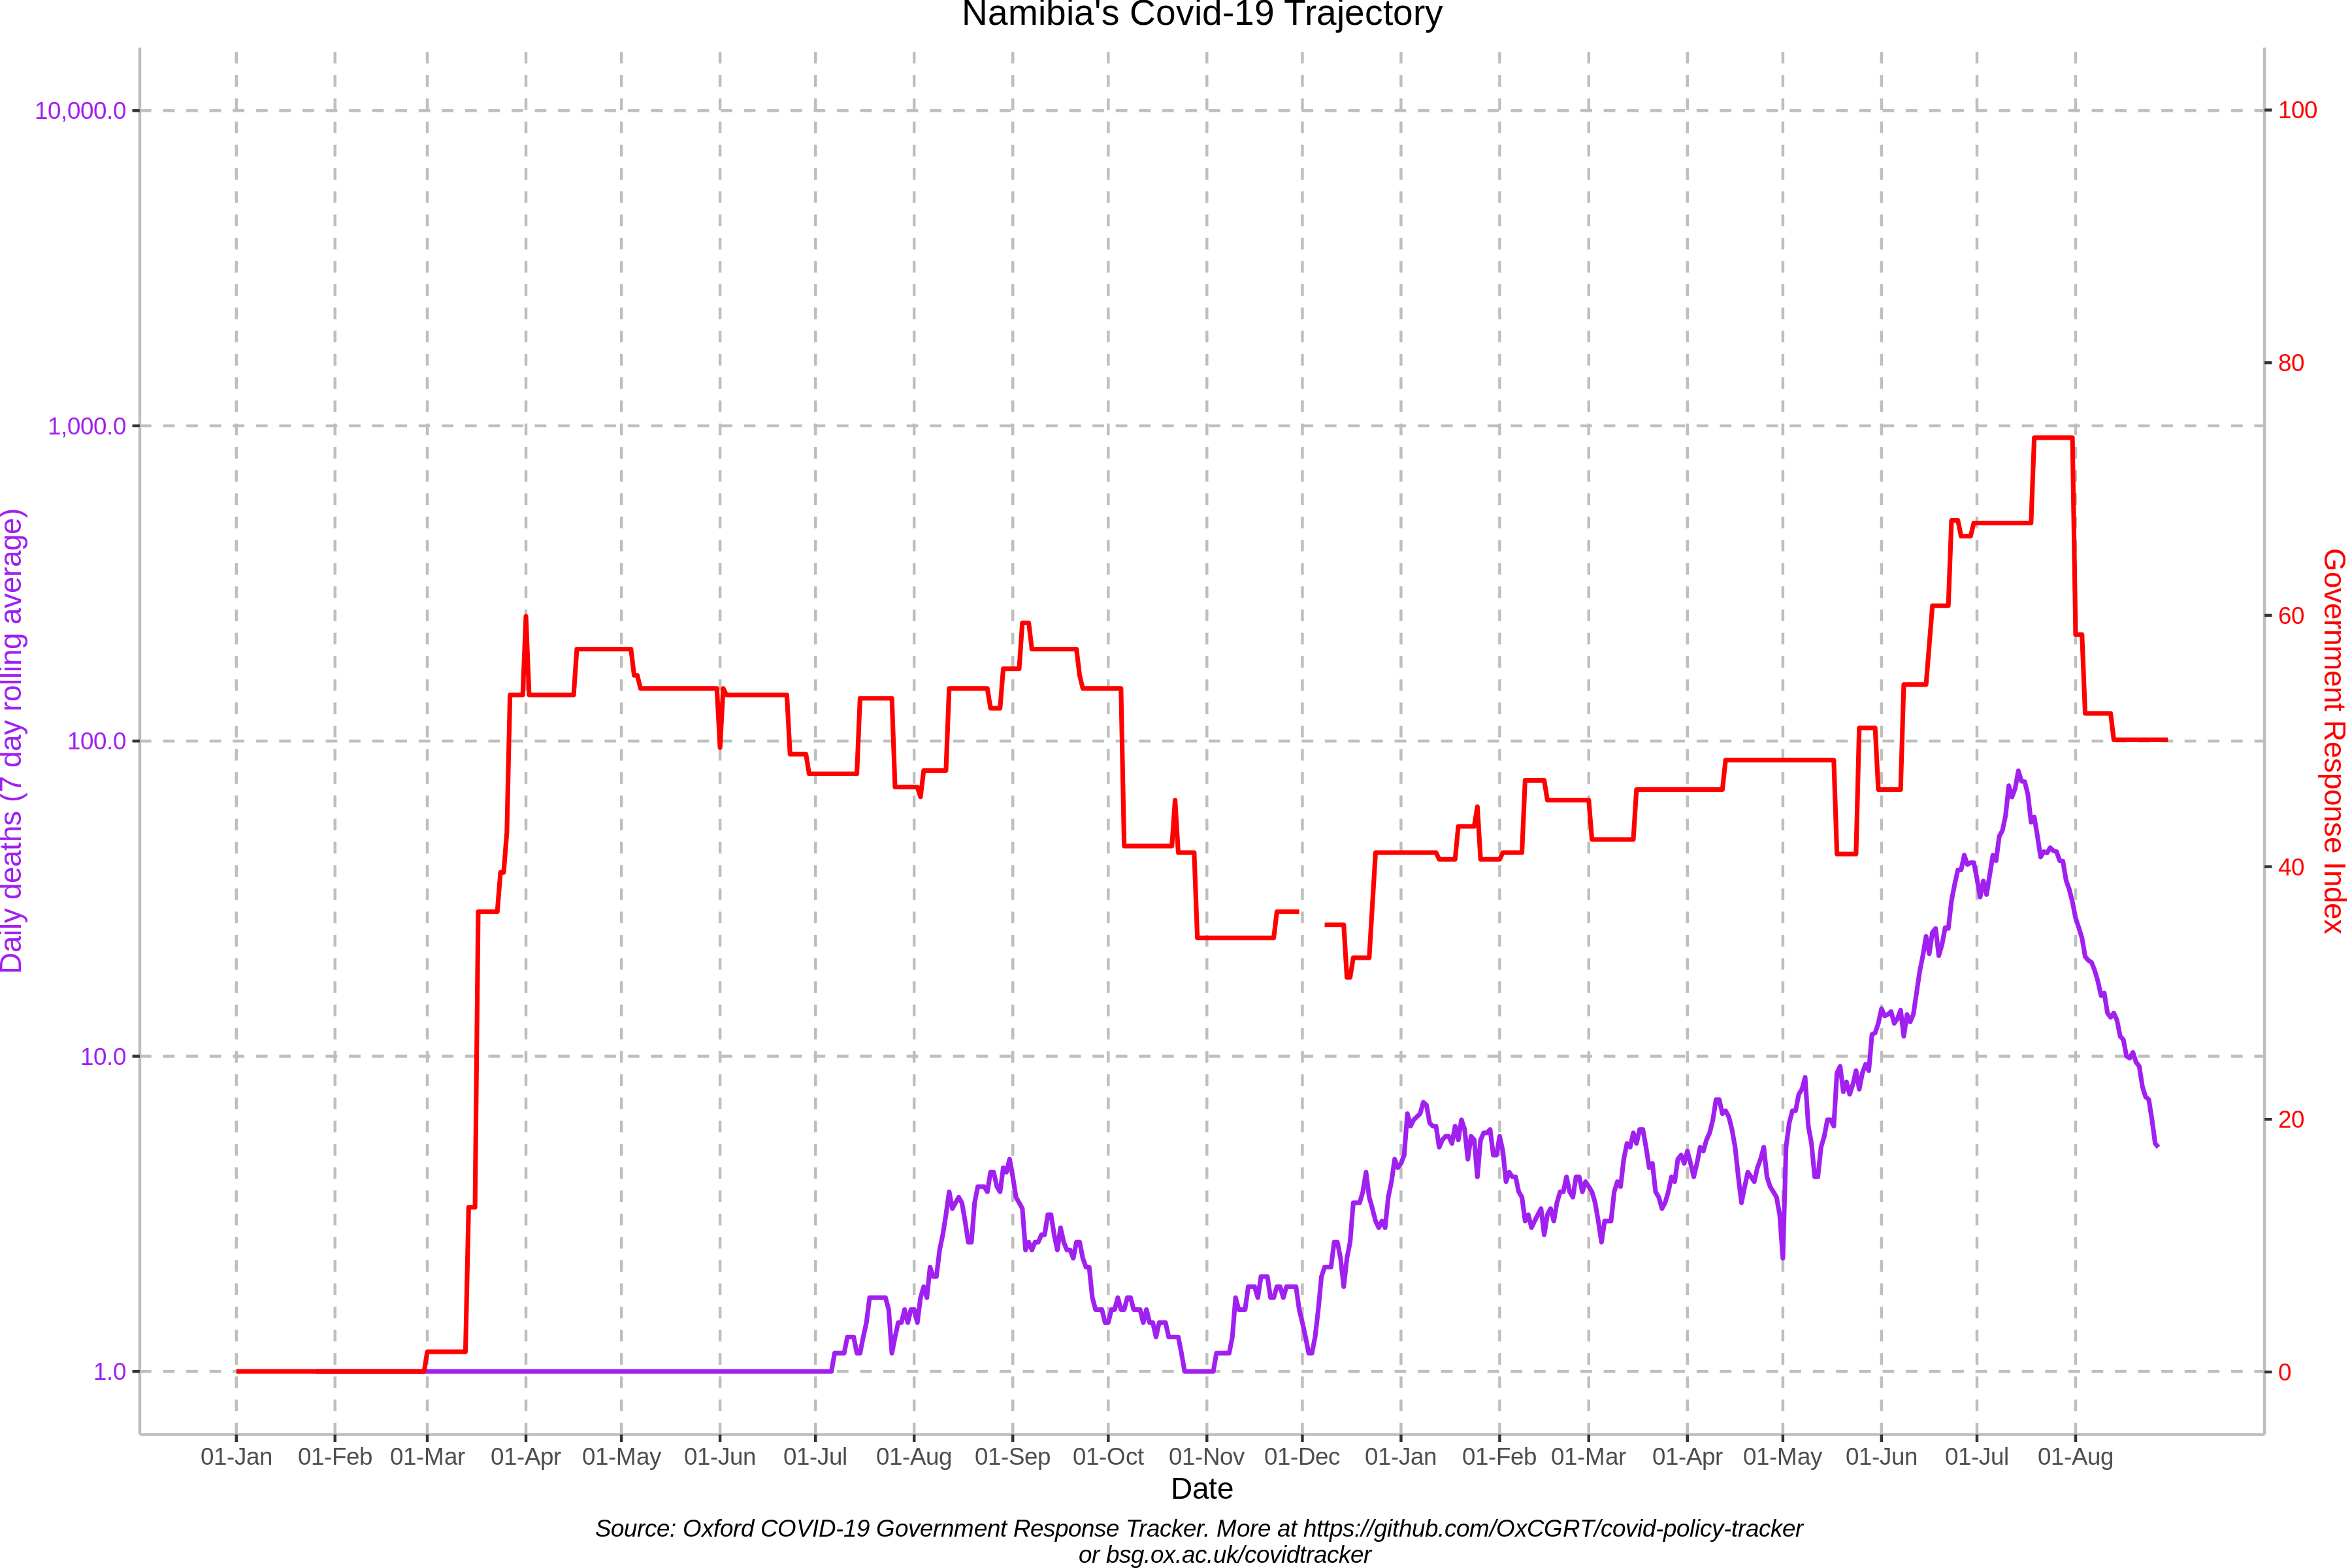 Namibia's Covid-19 Trajectory
Daily deaths (7 day rolling average)
10,000.0
1,000.0
100.0
10.0
1.0
100
80
60
40
20
0
Government Response Index
01-Jan 01-Feb 01-Mar 01-Apr 01-May 01-Jun 01-Jul 01-Aug 01-Sep 01-Oct 01-Nov 01-Dec 01-Jan 01-Feb 01-Mar 01-Apr 01-May 01-Jun 01-Jul 01-Aug
Date
Source: Oxford COVID-19 Government Response Tracker. More at https://github.com/OxCGRT/covid-policy-tracker
or bsg.ox.ac.uk/covidtracker